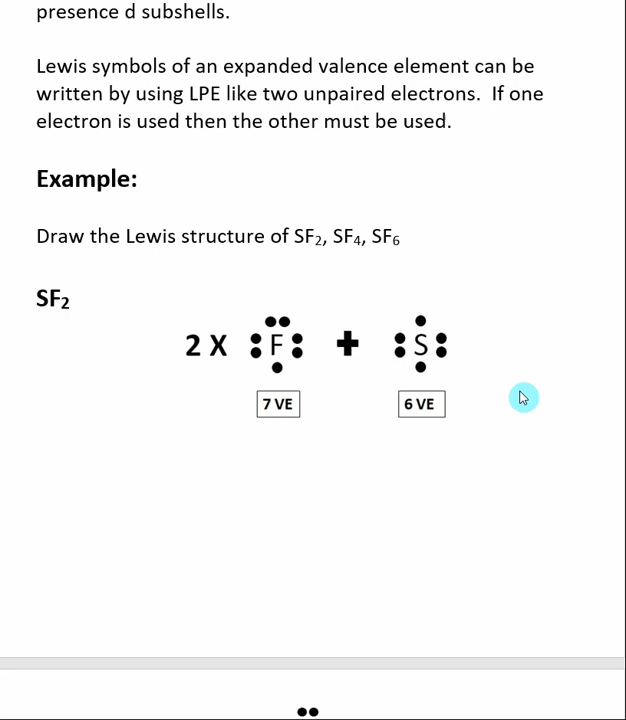 presence d subshells.
Lewis symbols of an expanded valence element can be
written by using LPE like two unpaired electrons. If one
electron is used then the other must be used.
Example:
Draw the Lewis structure of SF₂, SF₄, SF₆
SF₂
2 X F + S
7 VE 6 VE